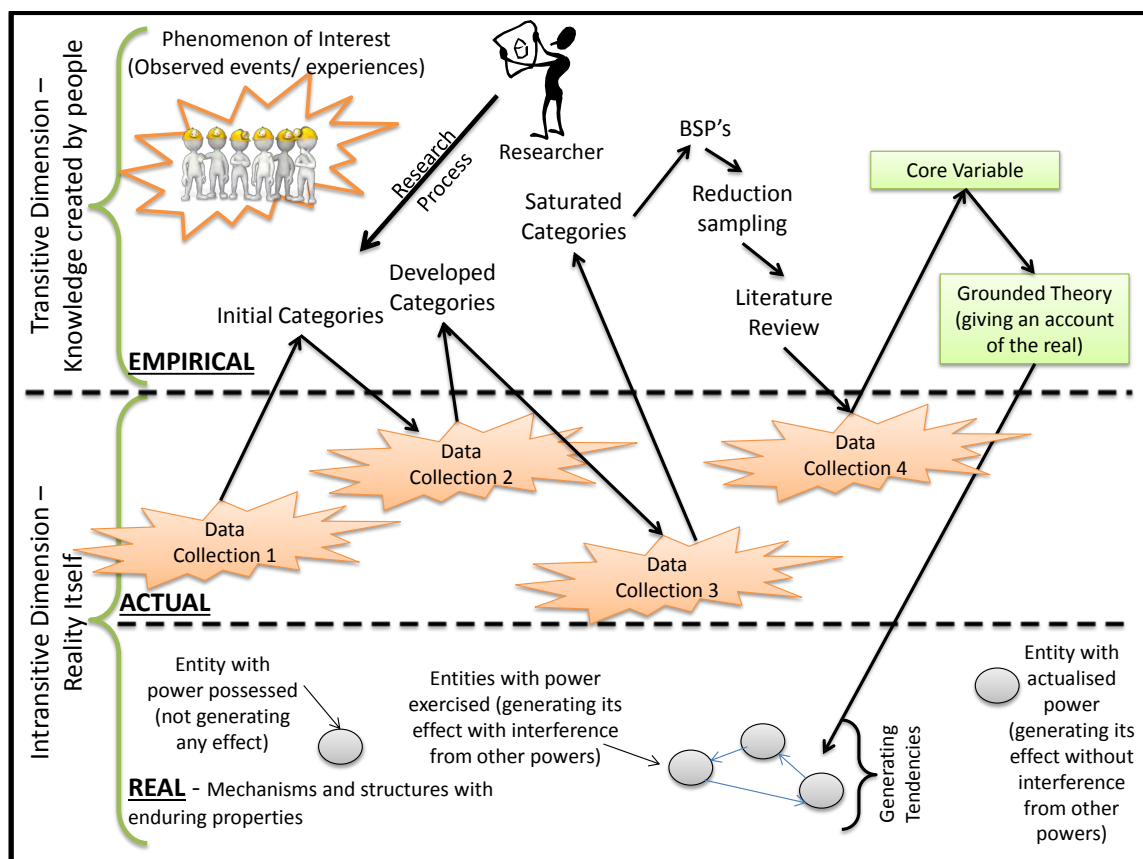 Transitive Dimension –
Knowledge created by people
Phenomenon of Interest
(Observed events/ experiences)
Researcher
Research
Process
Initial Categories
Developed
Categories
Saturated
Categories
BSP's
Reduction
sampling
Literature
Review
Core Variable
Grounded Theory
(giving an account
of the real)
EMPIRICAL
Intransitive Dimension –
Reality Itself
Data
Collection 1
Data
Collection 2
Data
Collection 3
Data
Collection 4
ACTUAL
Entity with
power possessed
(not generating
any effect)
Entities with power
exercised (generating its
effect with interference
from other powers)
Generating
Tendencies
Entity with
actualised
power
(generating its
effect without
interference
from other
powers)
REAL - Mechanisms and structures with
enduring properties